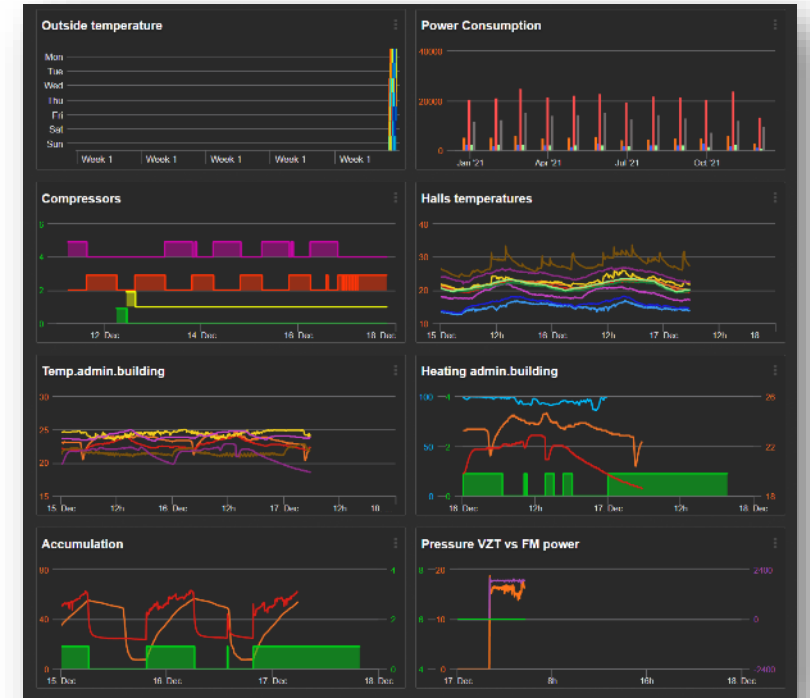 Outside temperature
Mon
Tue
Wed
Thu
Fri
Sat
Sun
Week 1 Week 1 Week 1 Week 1 Week 1
Power Consumption
40000
20000
0
Jan '21 Apr '21 Jul '21 Oct '21
Compressors
6
4
2
0
12 Dec 14 Dec 16 Dec 18 Dec
Halls temperatures
40
30
20
10
15 Dec 12h 16 Dec 12h 17 Dec 12h 18
Temp.admin.building
30
25
20
15
15 Dec 12h 16 Dec 12h 17 Dec 12h 18
Heating admin.building
100 4 26
50 2 22
0 0 18
16 Dec 12h 17 Dec 12h 18 Dec
Accumulation
80 4
40 2
0 0
15 Dec 16 Dec 17 Dec 18 Dec
Pressure VZT vs FM power
8 20 2400
6 10 0
4 0 -2400
17 Dec 8h 16h 18 Dec